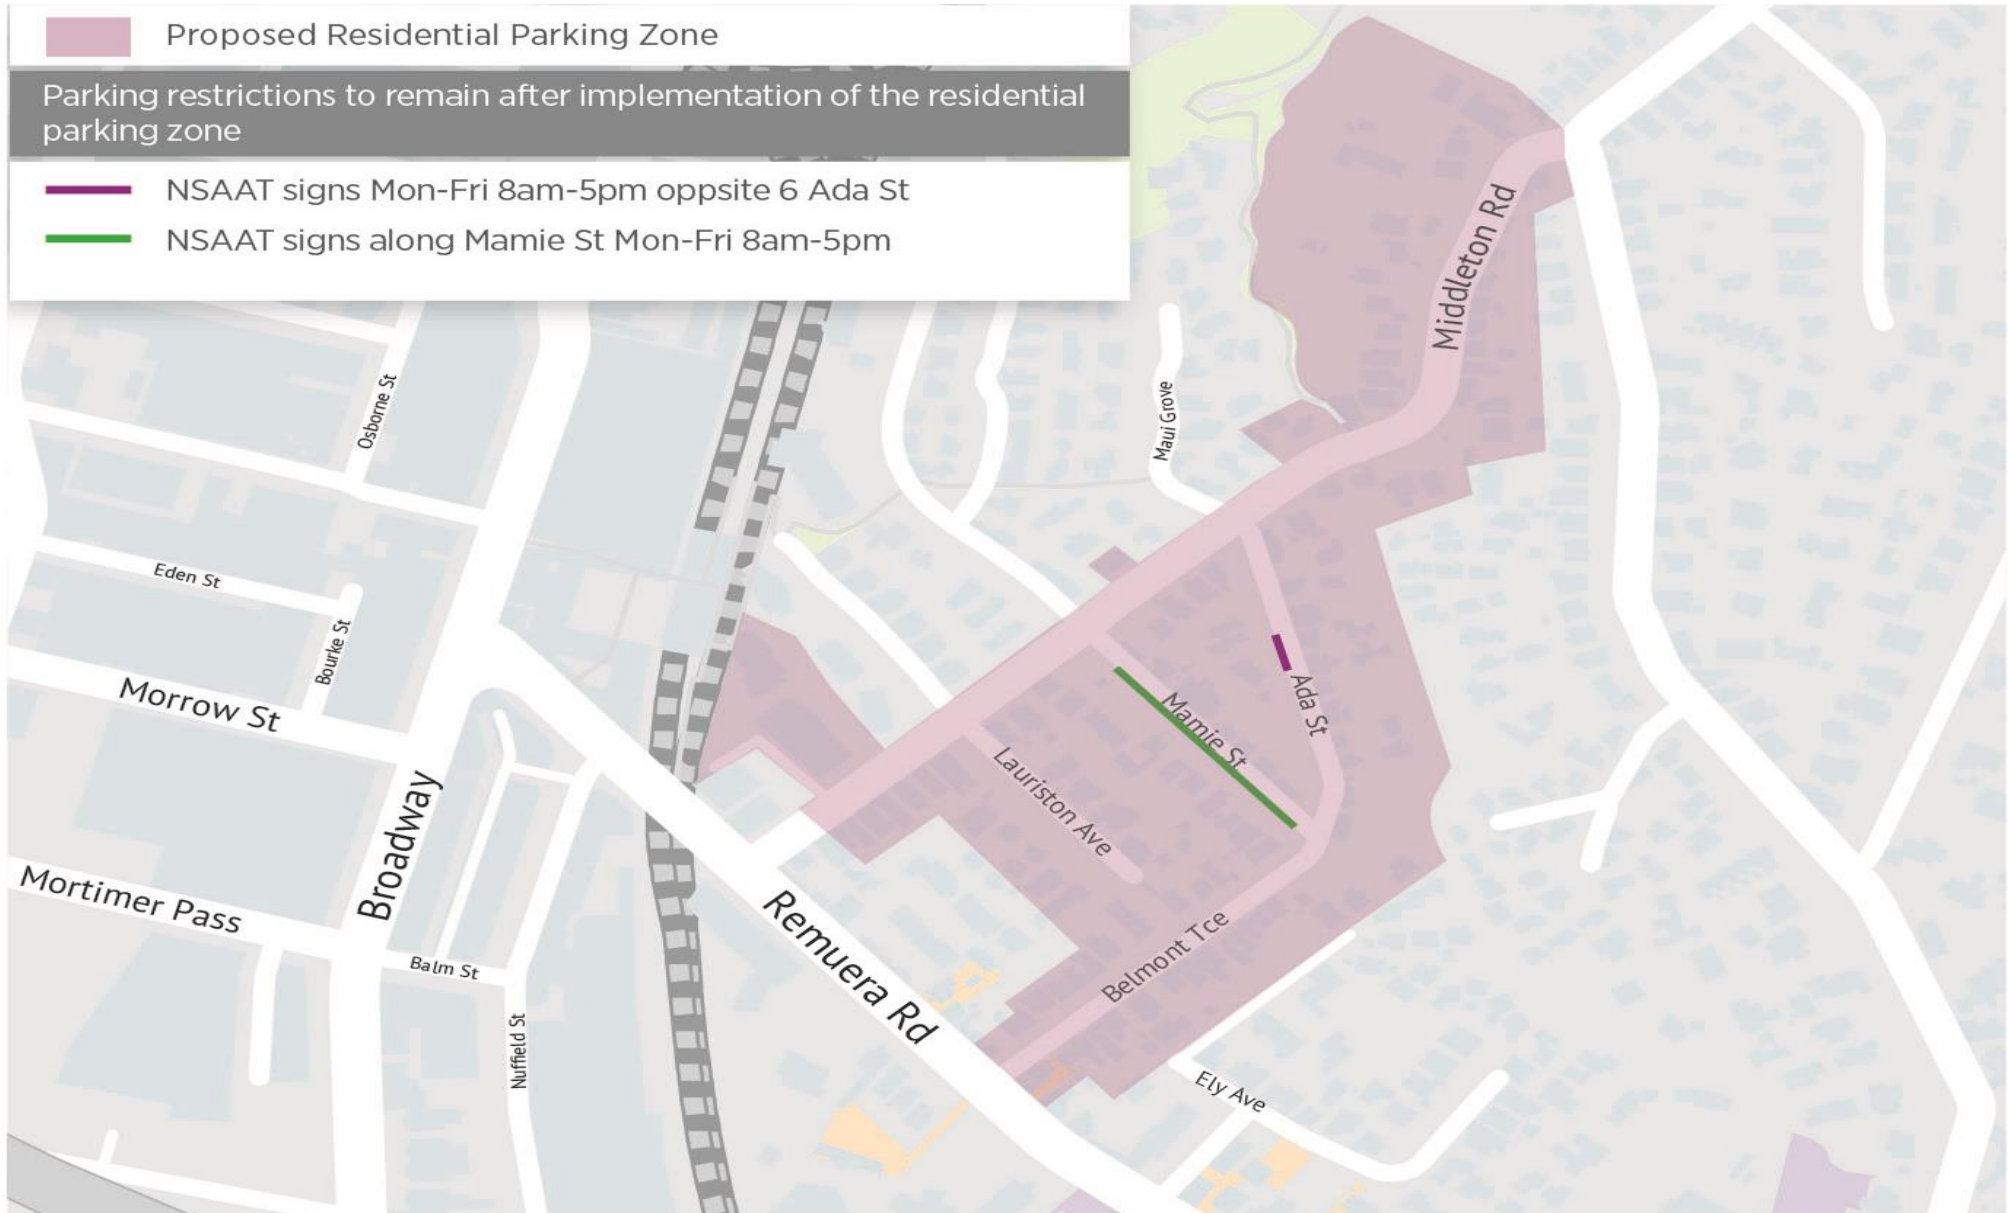 Proposed Residential Parking Zone
Parking restrictions to remain after implementation of the residential
parking zone
NSAAT signs Mon-Fri 8am-5pm oppsite 6 Ada St
NSAAT signs along Mamie St Mon-Fri 8am-5pm
Middleton Rd
Osborne St
Maui Grove
Eden St
Bourke St
Morrow St
Mamie St
Ada St
Lauriston Ave
Broadway
Mortimer Pass
Remuera Rd
Belmont Tce
Balm St
Nuffield St
Ely Ave